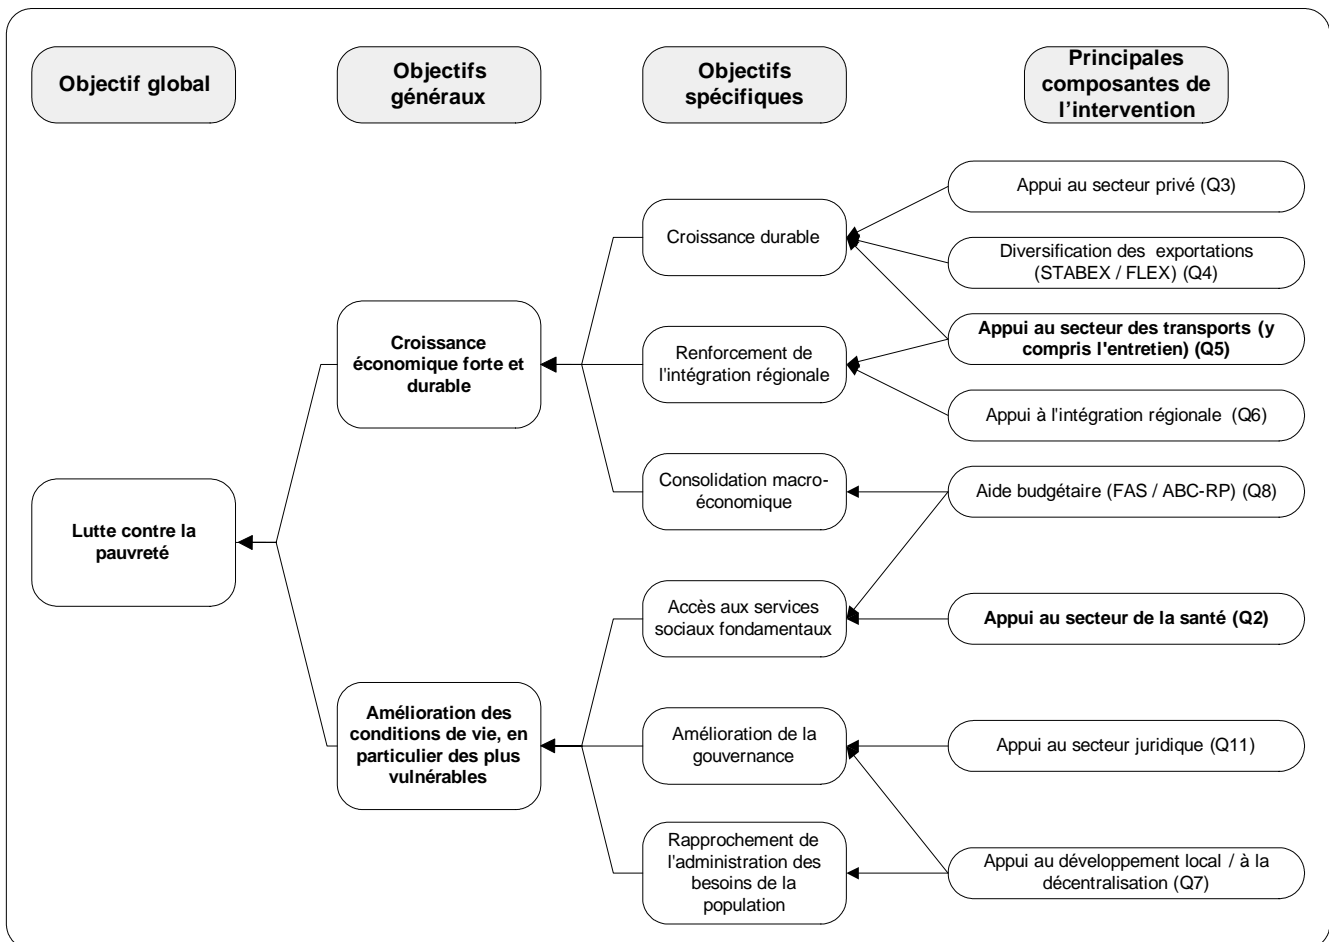 Objectif global
Objectifs
généraux
Objectifs
spécifiques
Principales
composantes de
l'intervention
Croissance durable
Renforcement de
l'intégration régionale
Consolidation macro-
économique
Accès aux services
sociaux fondamentaux
Amélioration de la
gouvernance
Rapprochement de
l'administration des
besoins de la
population
Croissance
économique forte et
durable
Amélioration des
conditions de vie, en
particulier des plus
vulnérables
Lutte contre la
pauvreté
Appui au secteur privé (Q3)
Diversification des  exportations
(STABEX / FLEX) (Q4)
Appui au secteur des transports (y
compris l'entretien) (Q5)
Appui à l'intégration régionale  (Q6)
Aide budgétaire (FAS / ABC-RP) (Q8)
Appui au secteur de la santé (Q2)
Appui au secteur juridique (Q11)
Appui au développement local / à la
décentralisation (Q7)